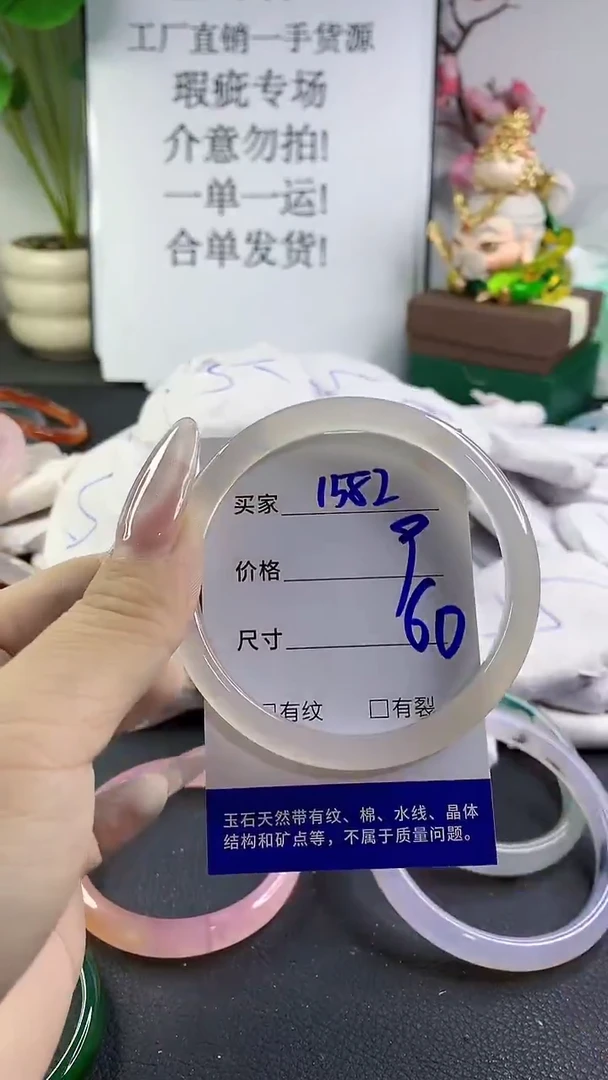 工厂直销一手货源
瑕疵专场
介意勿拍!
一单一运!
合单发货!
买家 1582
价格
尺寸 60
□有纹 □有裂
玉石天然带有纹、棉、水线、晶体
结构和矿点等，不属于质量问题。